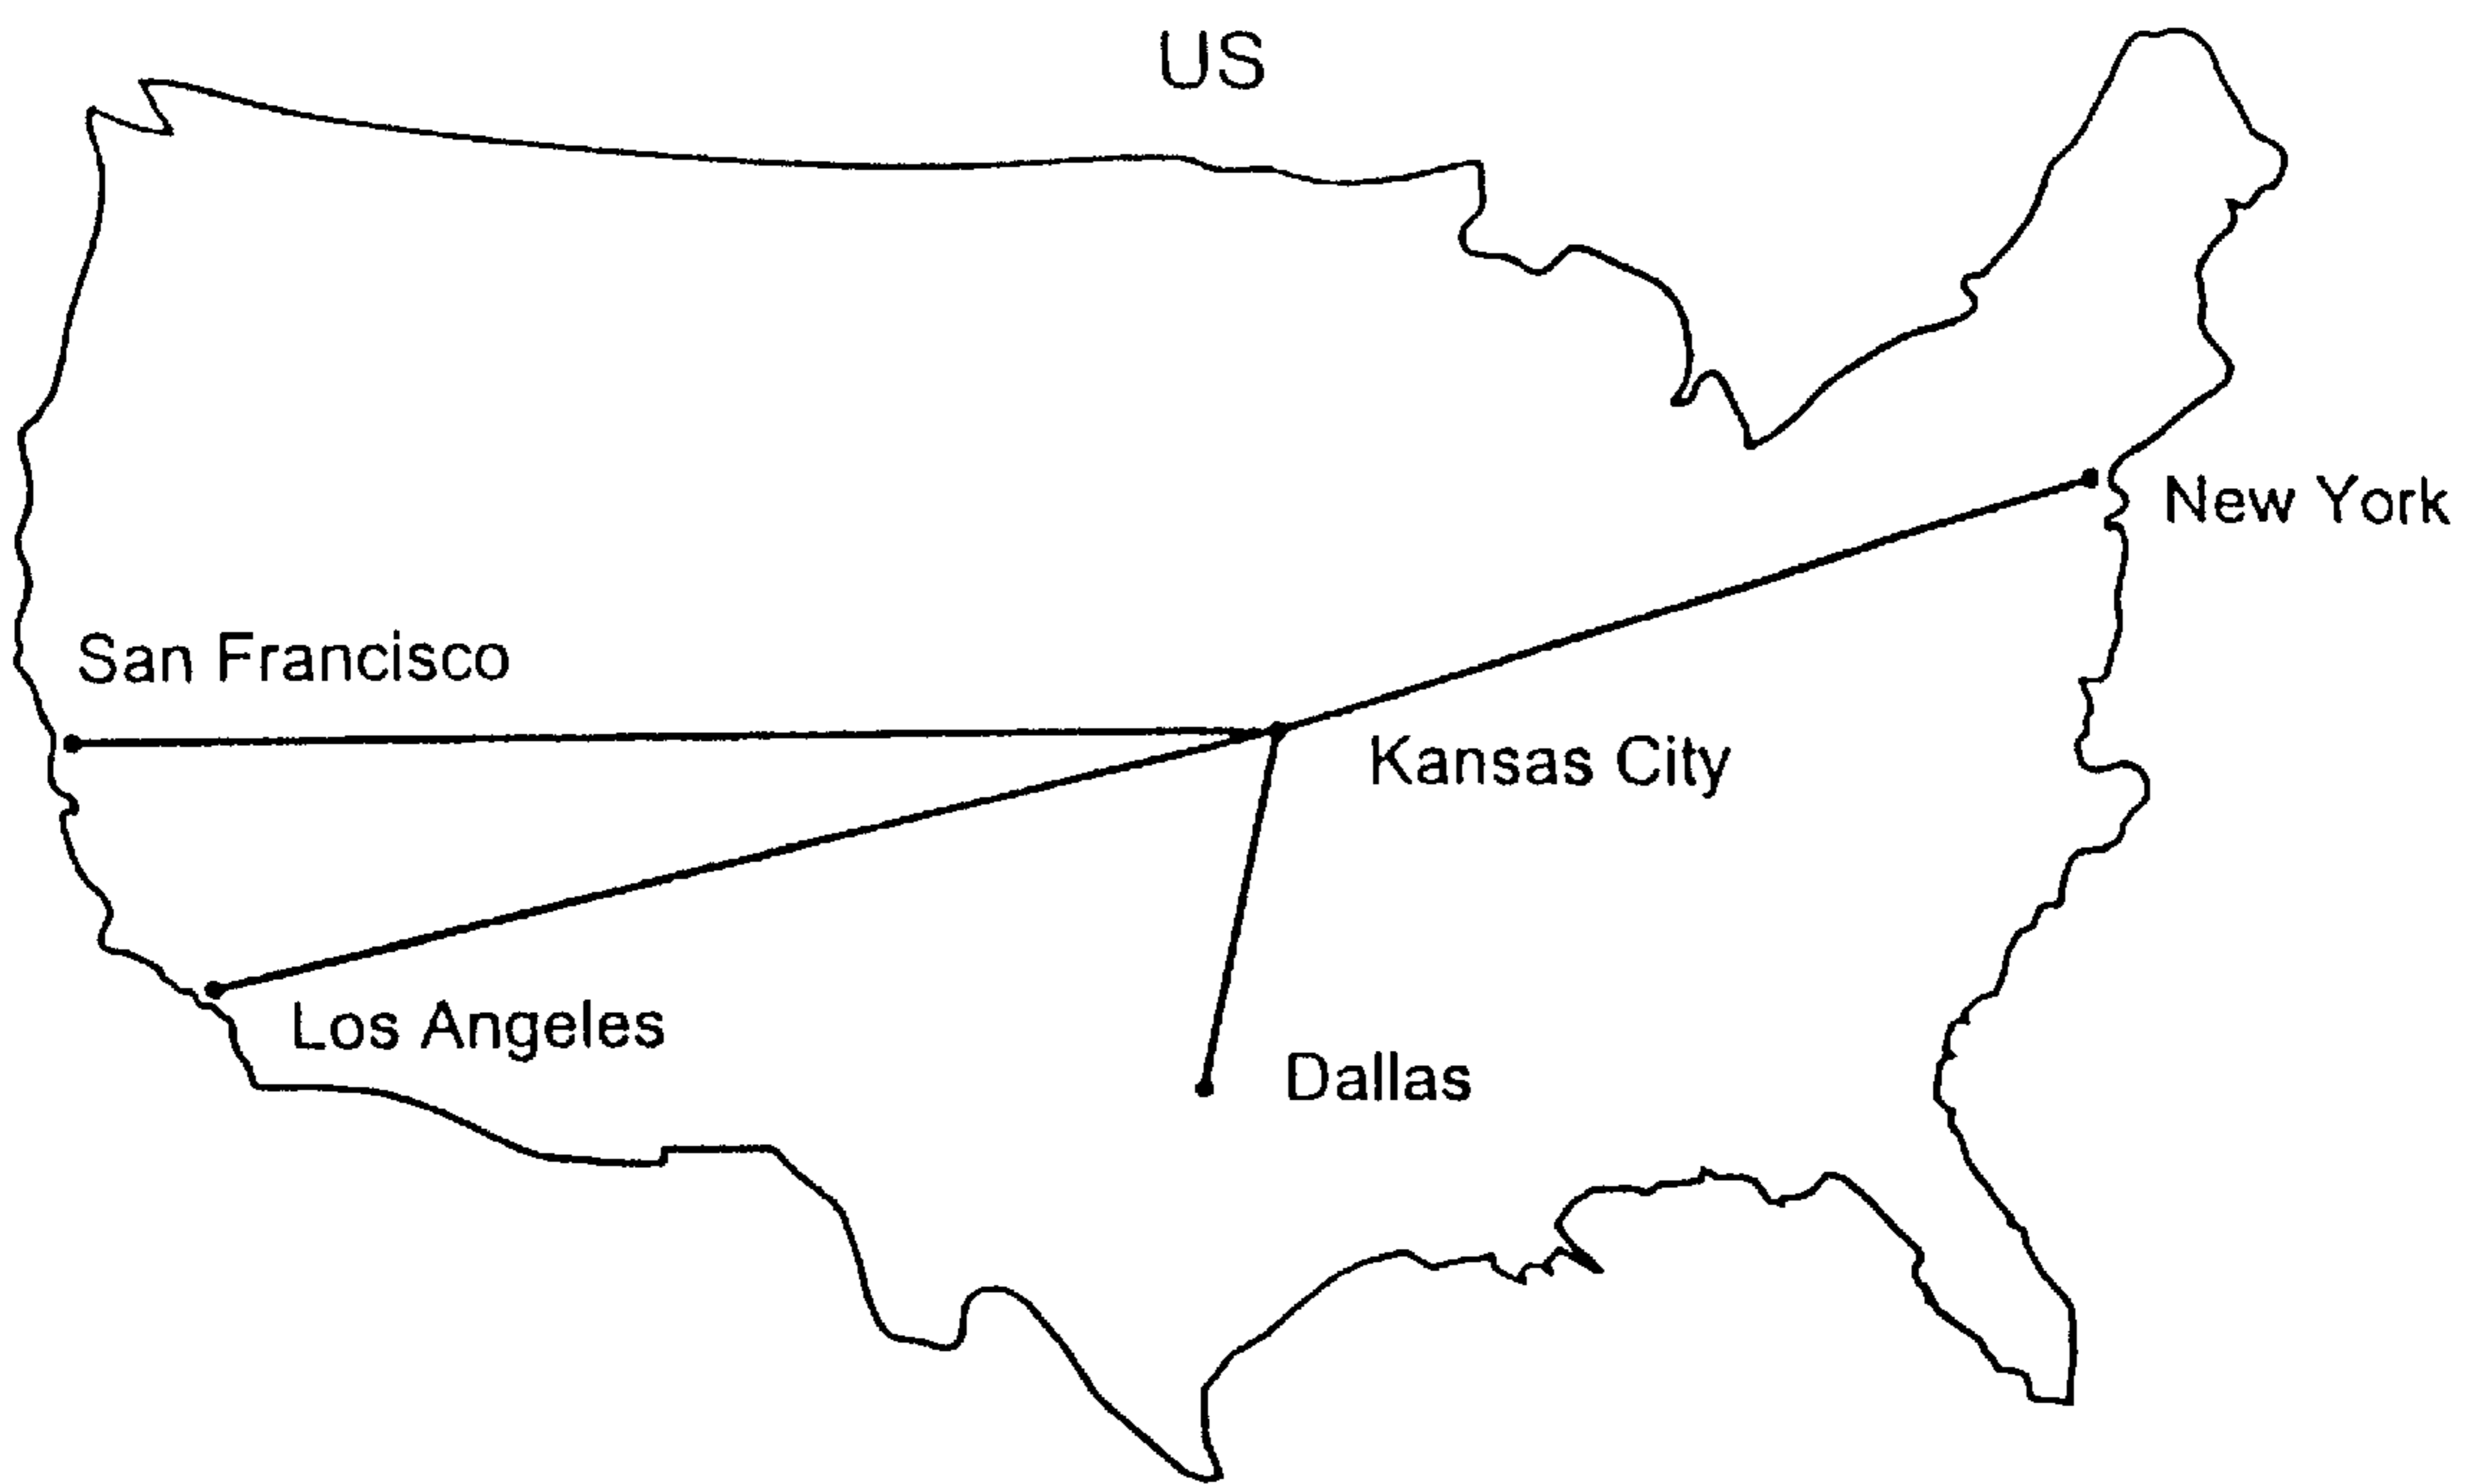 US
New York
San Francisco
Kansas City
Los Angeles
Dallas